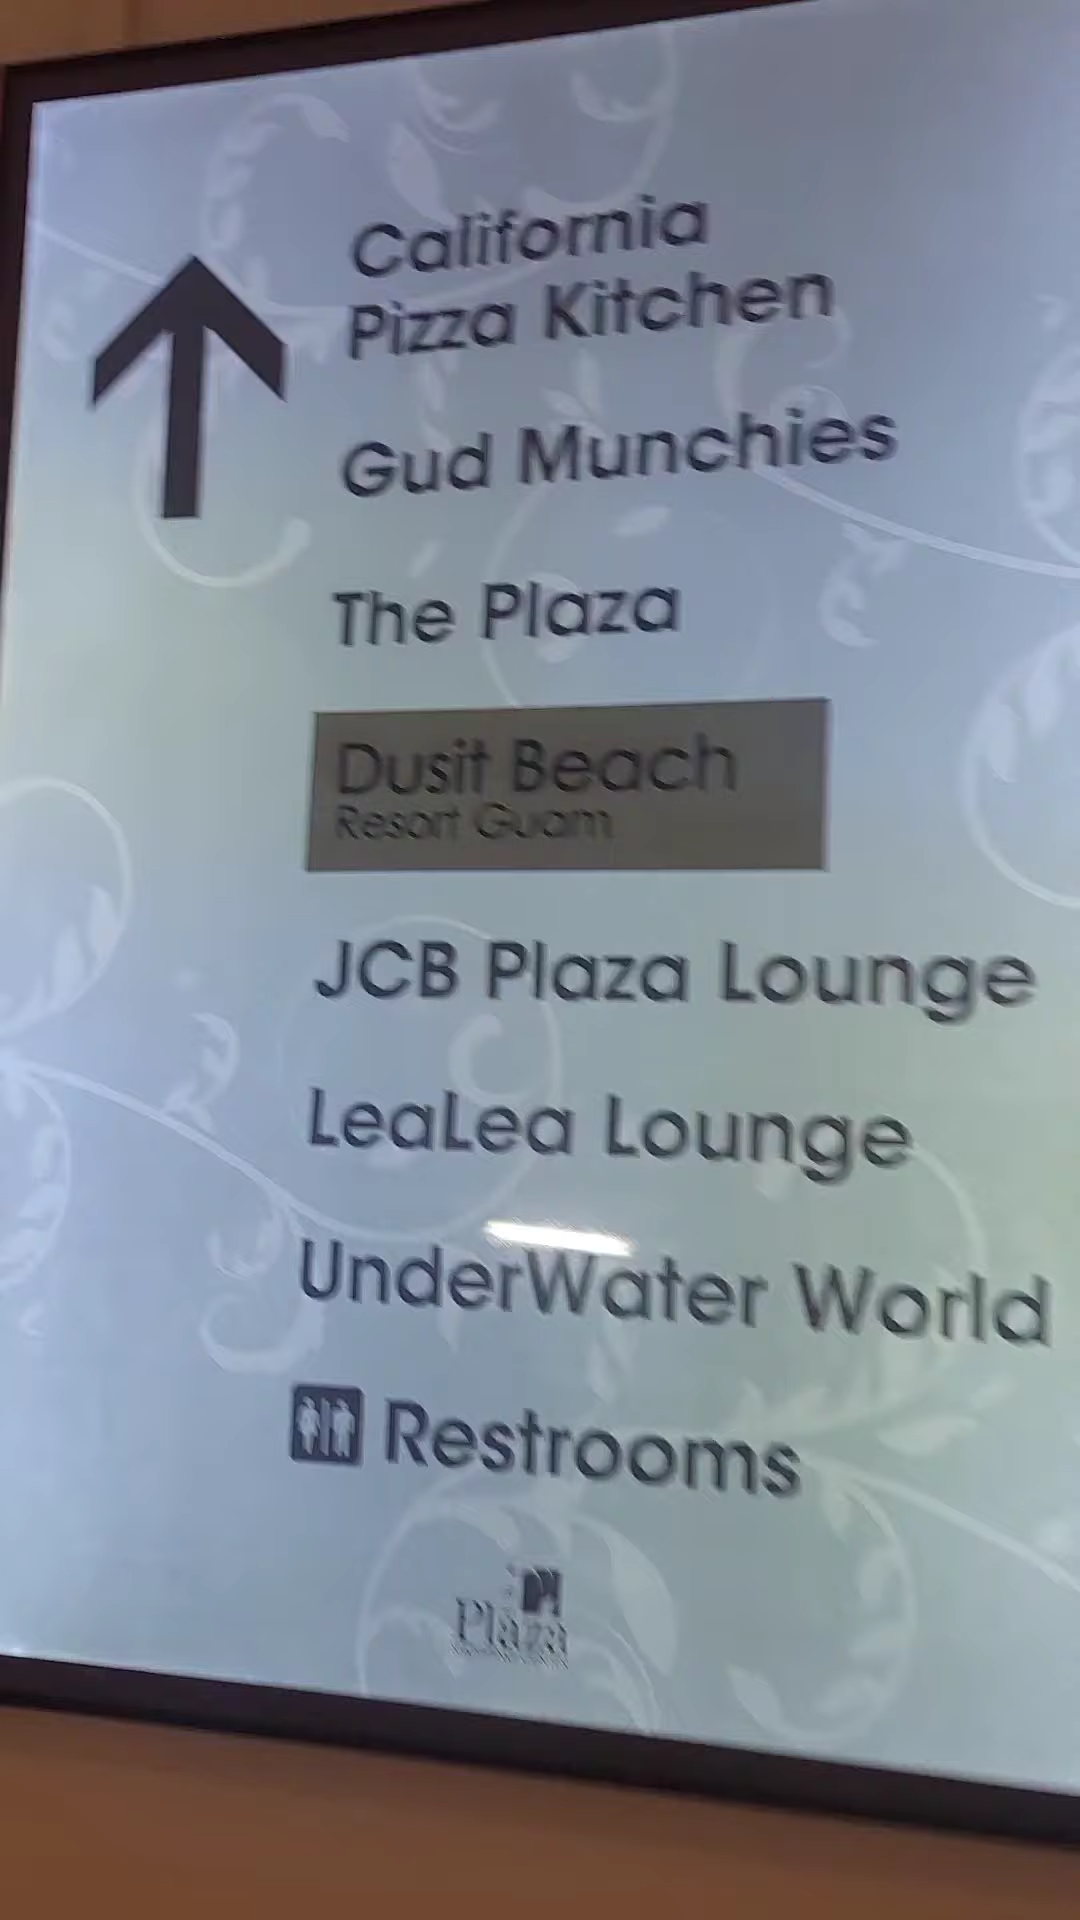 California
Pizza Kitchen
Gud Munchies
The Plaza
Dusit Beach
Resort Guam
JCB Plaza Lounge
LeaLea Lounge
UnderWater World
Restrooms
Plaza